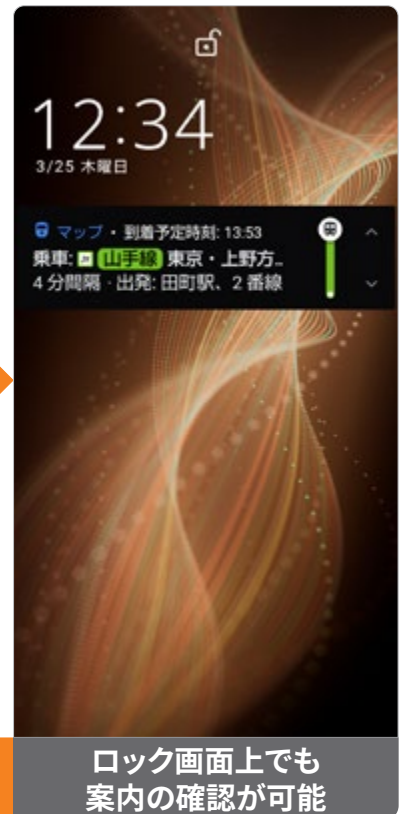 12:34
3/25 木曜日
マップ・到着予定時刻: 13:53
乗車: 山手線 東京・上野方...
4 分間隔 · 出発: 田町駅、2 番線
ロック画面上でも
案内の確認が可能